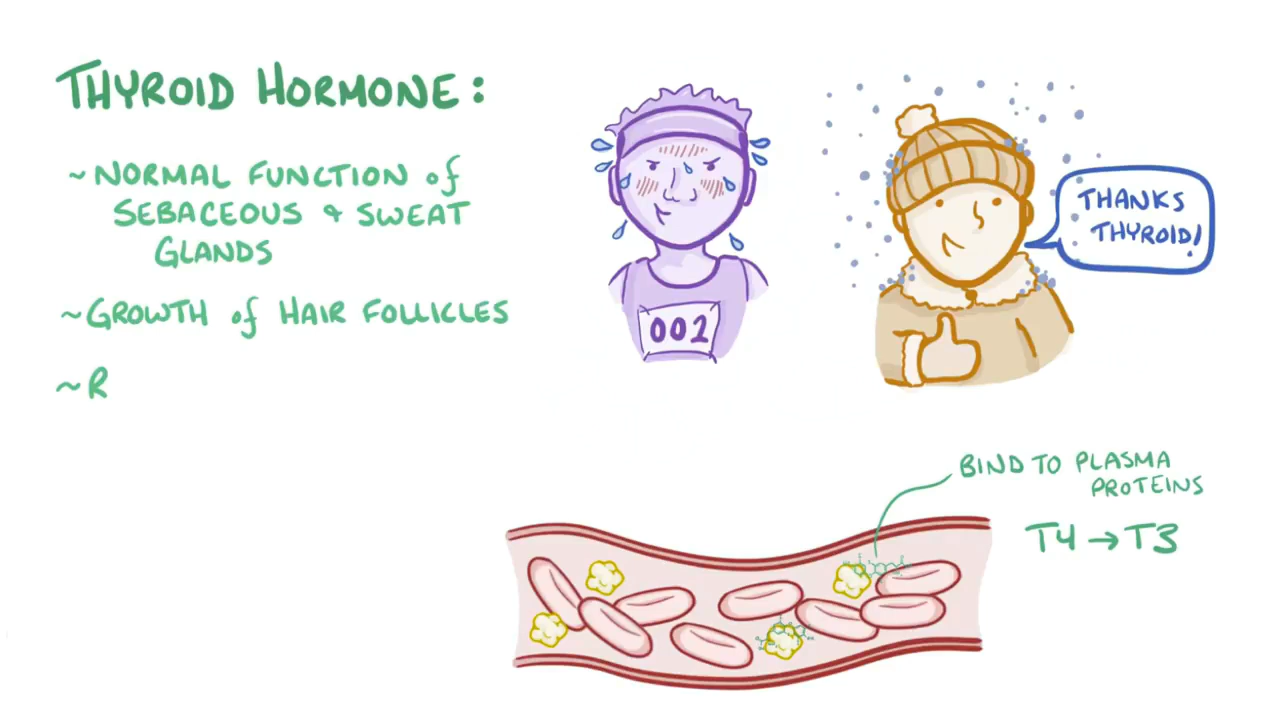 THYROID HORMONE:
~NORMAL FUNCTION of
SEBACEOUS & SWEAT
GLANDS
~GROWTH of HAIR FOLLICLES
~R
002
THANKS
THYROID!
BIND TO PLASMA
PROTEINS
T4→T3